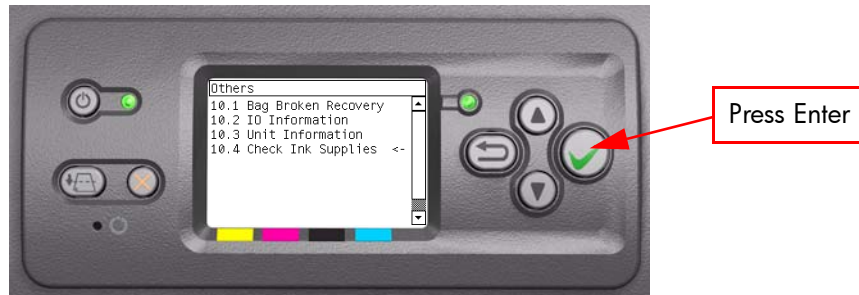 Others
10.1 Bag Broken Recovery
10.2 IO Information
10.3 Unit Information
10.4 Check Ink Supplies <-
Press Enter